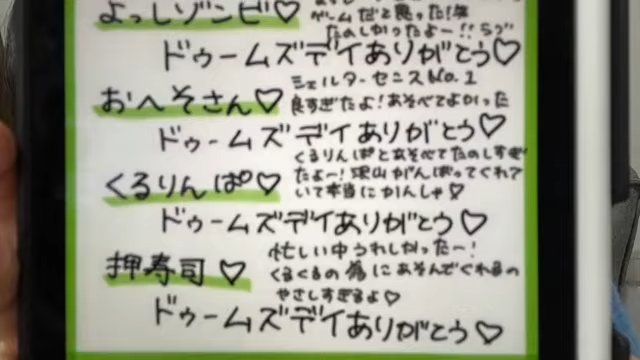 よっしゾンビ♡
ゲームだと思った!笑
たのしかったよー!!らぶ
ドゥームズデイありがとう♡
おへそさん♡
シェルターセンスNo.1
良すぎたよ!あそべてよかった
ドゥームズデイありがとう♡
くるりんぱ♡
くるりんぱとあそべてたのしすぎ
たよー!沢山がんばってくれて
いて本当にかんしゃ♡
ドゥームズデイありがとう♡
押寿司♡
忙しい中うれしかったー!
くるくるの為にあそんでくれるの
やさしすぎるよ♡
ドゥームズデイありがとう♡